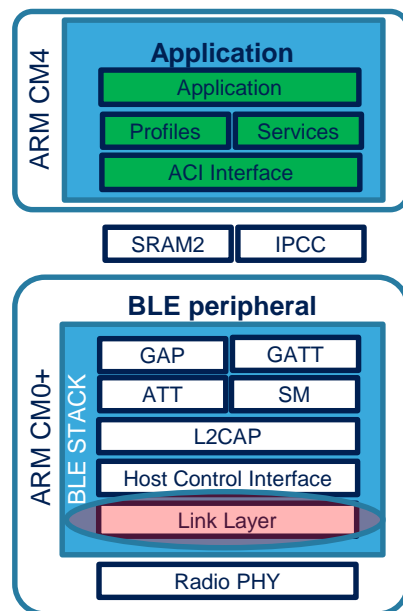 ARM CM4
Application
Application
Profiles Services
ACI Interface
SRAM2 IPCC
ARM CM0+
BLE peripheral
BLE STACK
GAP GATT
ATT SM
L2CAP
Host Control Interface
Link Layer
Radio PHY